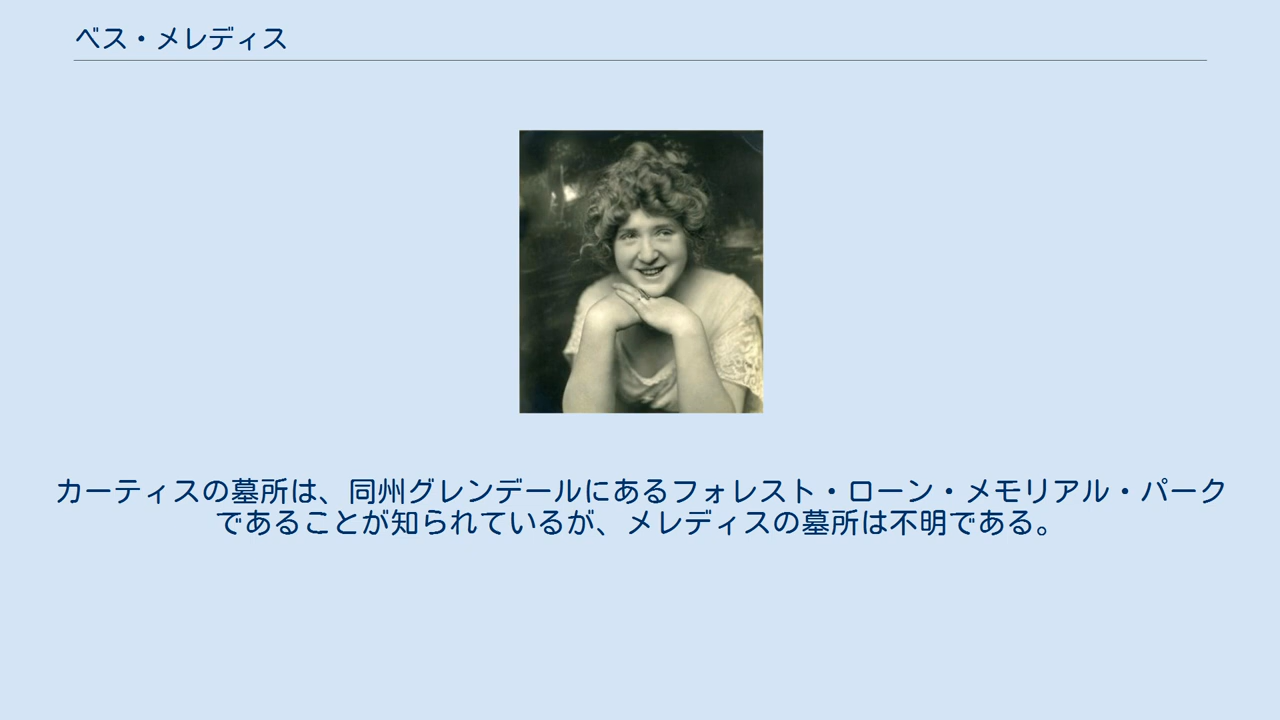 ベス・メレディス
カーティスの墓所は、同州グレンデールにあるフォレスト・ローン・メモリアル・パーク
であることが知られているが、メレディスの墓所は不明である。